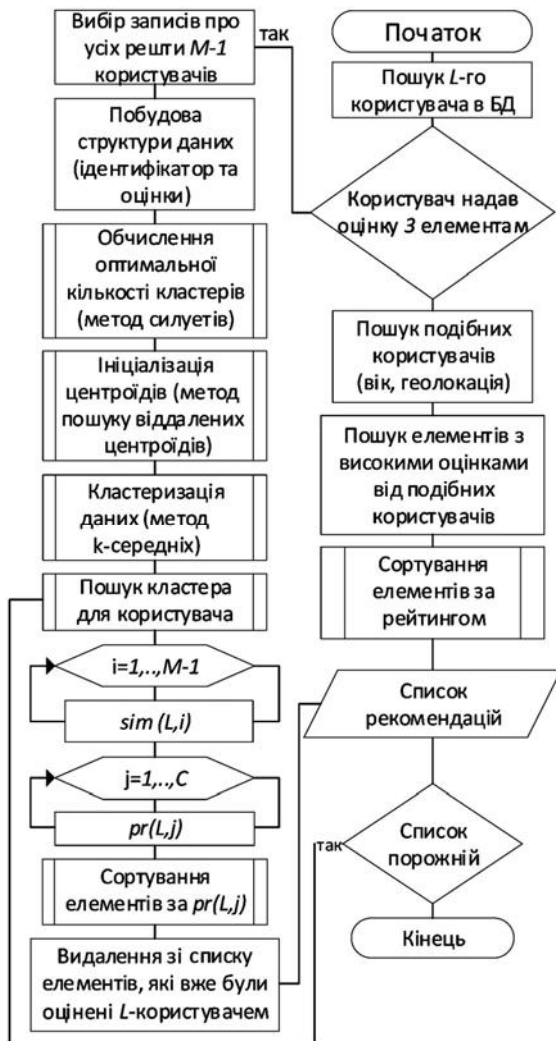 Початок
Пошук L-го
користувача в БД
Користувач надав
оцінку 3 елементам
так
Вибір записів про
усіх решти M-1
користувачів
Побудова
структури даних
(ідентифікатор та
оцінки)
Обчислення
оптимальної
кількості кластерів
(метод силуетів)
Ініціалізація
центроїдів (метод
пошуку віддалених
центроїдів)
Кластеризація
даних (метод
k-середніх)
Пошук кластера
для користувача
i=1,..,M-1
sim (L,i)
j=1,..,C
pr(L,j)
Сортування
елементів за pr(L,j)
Видалення зі списку
елементів, які вже були
оцінені L-користувачем
Пошук подібних
користувачів
(вік, геолокація)
Пошук елементів з
високими оцінками
від подібних
користувачів
Сортування
елементів за
рейтингом
Список
рекомендацій
так
Список
порожній
Кінець